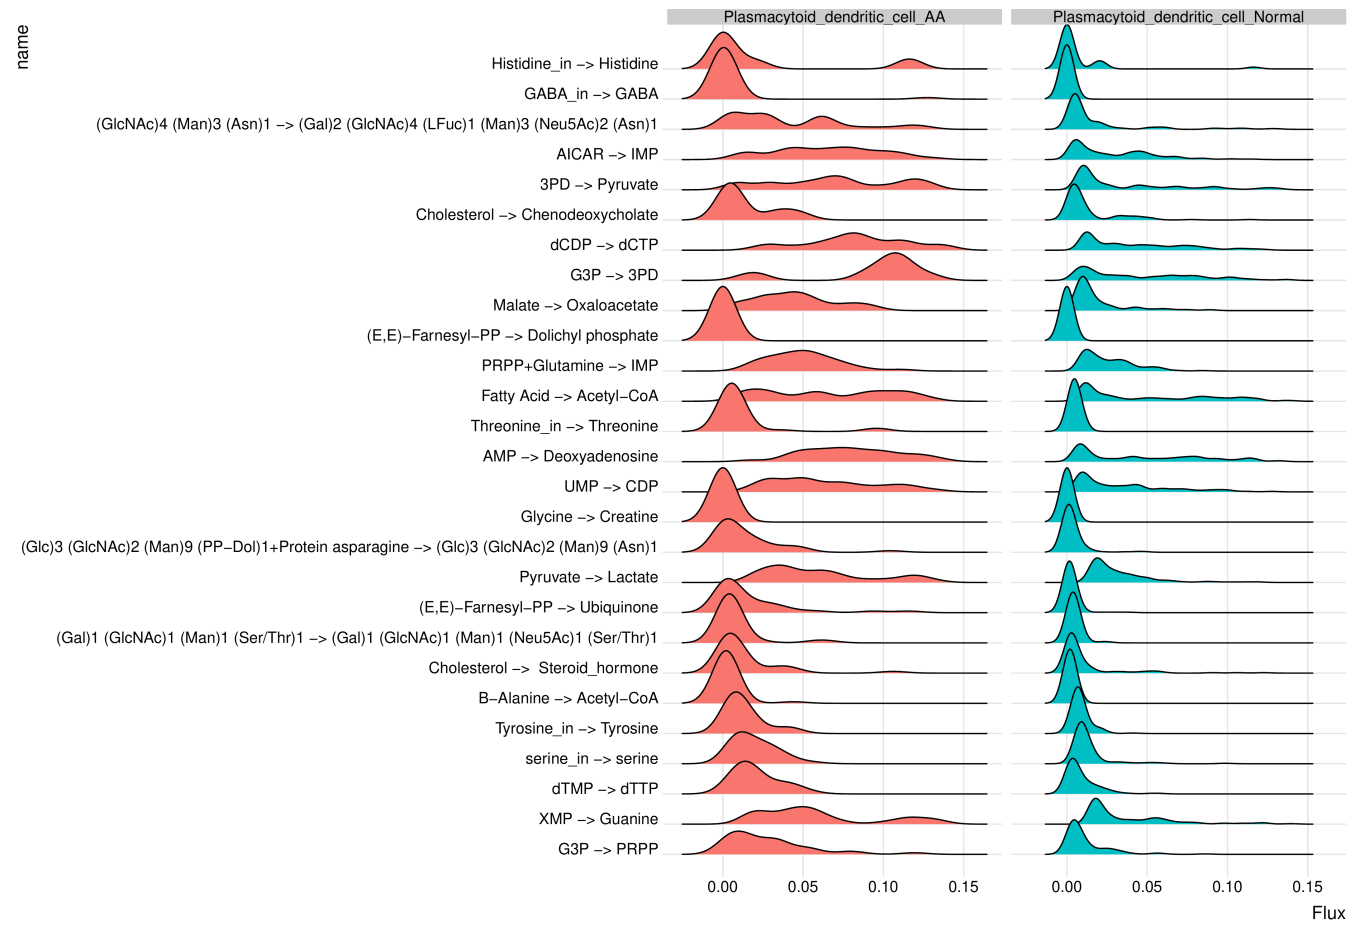 name
Plasmacytoid_dendritic_cell_AA
Plasmacytoid_dendritic_cell_Normal
Histidine_in −> Histidine
GABA_in −> GABA
(GlcNAc)4 (Man)3 (Asn)1 −> (Gal)2 (GlcNAc)4 (LFuc)1 (Man)3 (Neu5Ac)2 (Asn)1
AICAR −> IMP
3PD −> Pyruvate
Cholesterol −> Chenodeoxycholate
dCDP −> dCTP
G3P −> 3PD
Malate −> Oxaloacetate
(E,E)−Farnesyl−PP −> Dolichyl phosphate
PRPP+Glutamine −> IMP
Fatty Acid −> Acetyl−CoA
Threonine_in −> Threonine
AMP −> Deoxyadenosine
UMP −> CDP
Glycine −> Creatine
(Glc)3 (GlcNAc)2 (Man)9 (PP−Dol)1+Protein asparagine −> (Glc)3 (GlcNAc)2 (Man)9 (Asn)1
Pyruvate −> Lactate
(E,E)−Farnesyl−PP −> Ubiquinone
(Gal)1 (GlcNAc)1 (Man)1 (Ser/Thr)1 −> (Gal)1 (GlcNAc)1 (Man)1 (Neu5Ac)1 (Ser/Thr)1
Cholesterol −>  Steroid_hormone
B−Alanine −> Acetyl−CoA
Tyrosine_in −> Tyrosine
serine_in −> serine
dTMP −> dTTP
XMP −> Guanine
G3P −> PRPP
0.00 0.05 0.10 0.15
0.00 0.05 0.10 0.15
Flux